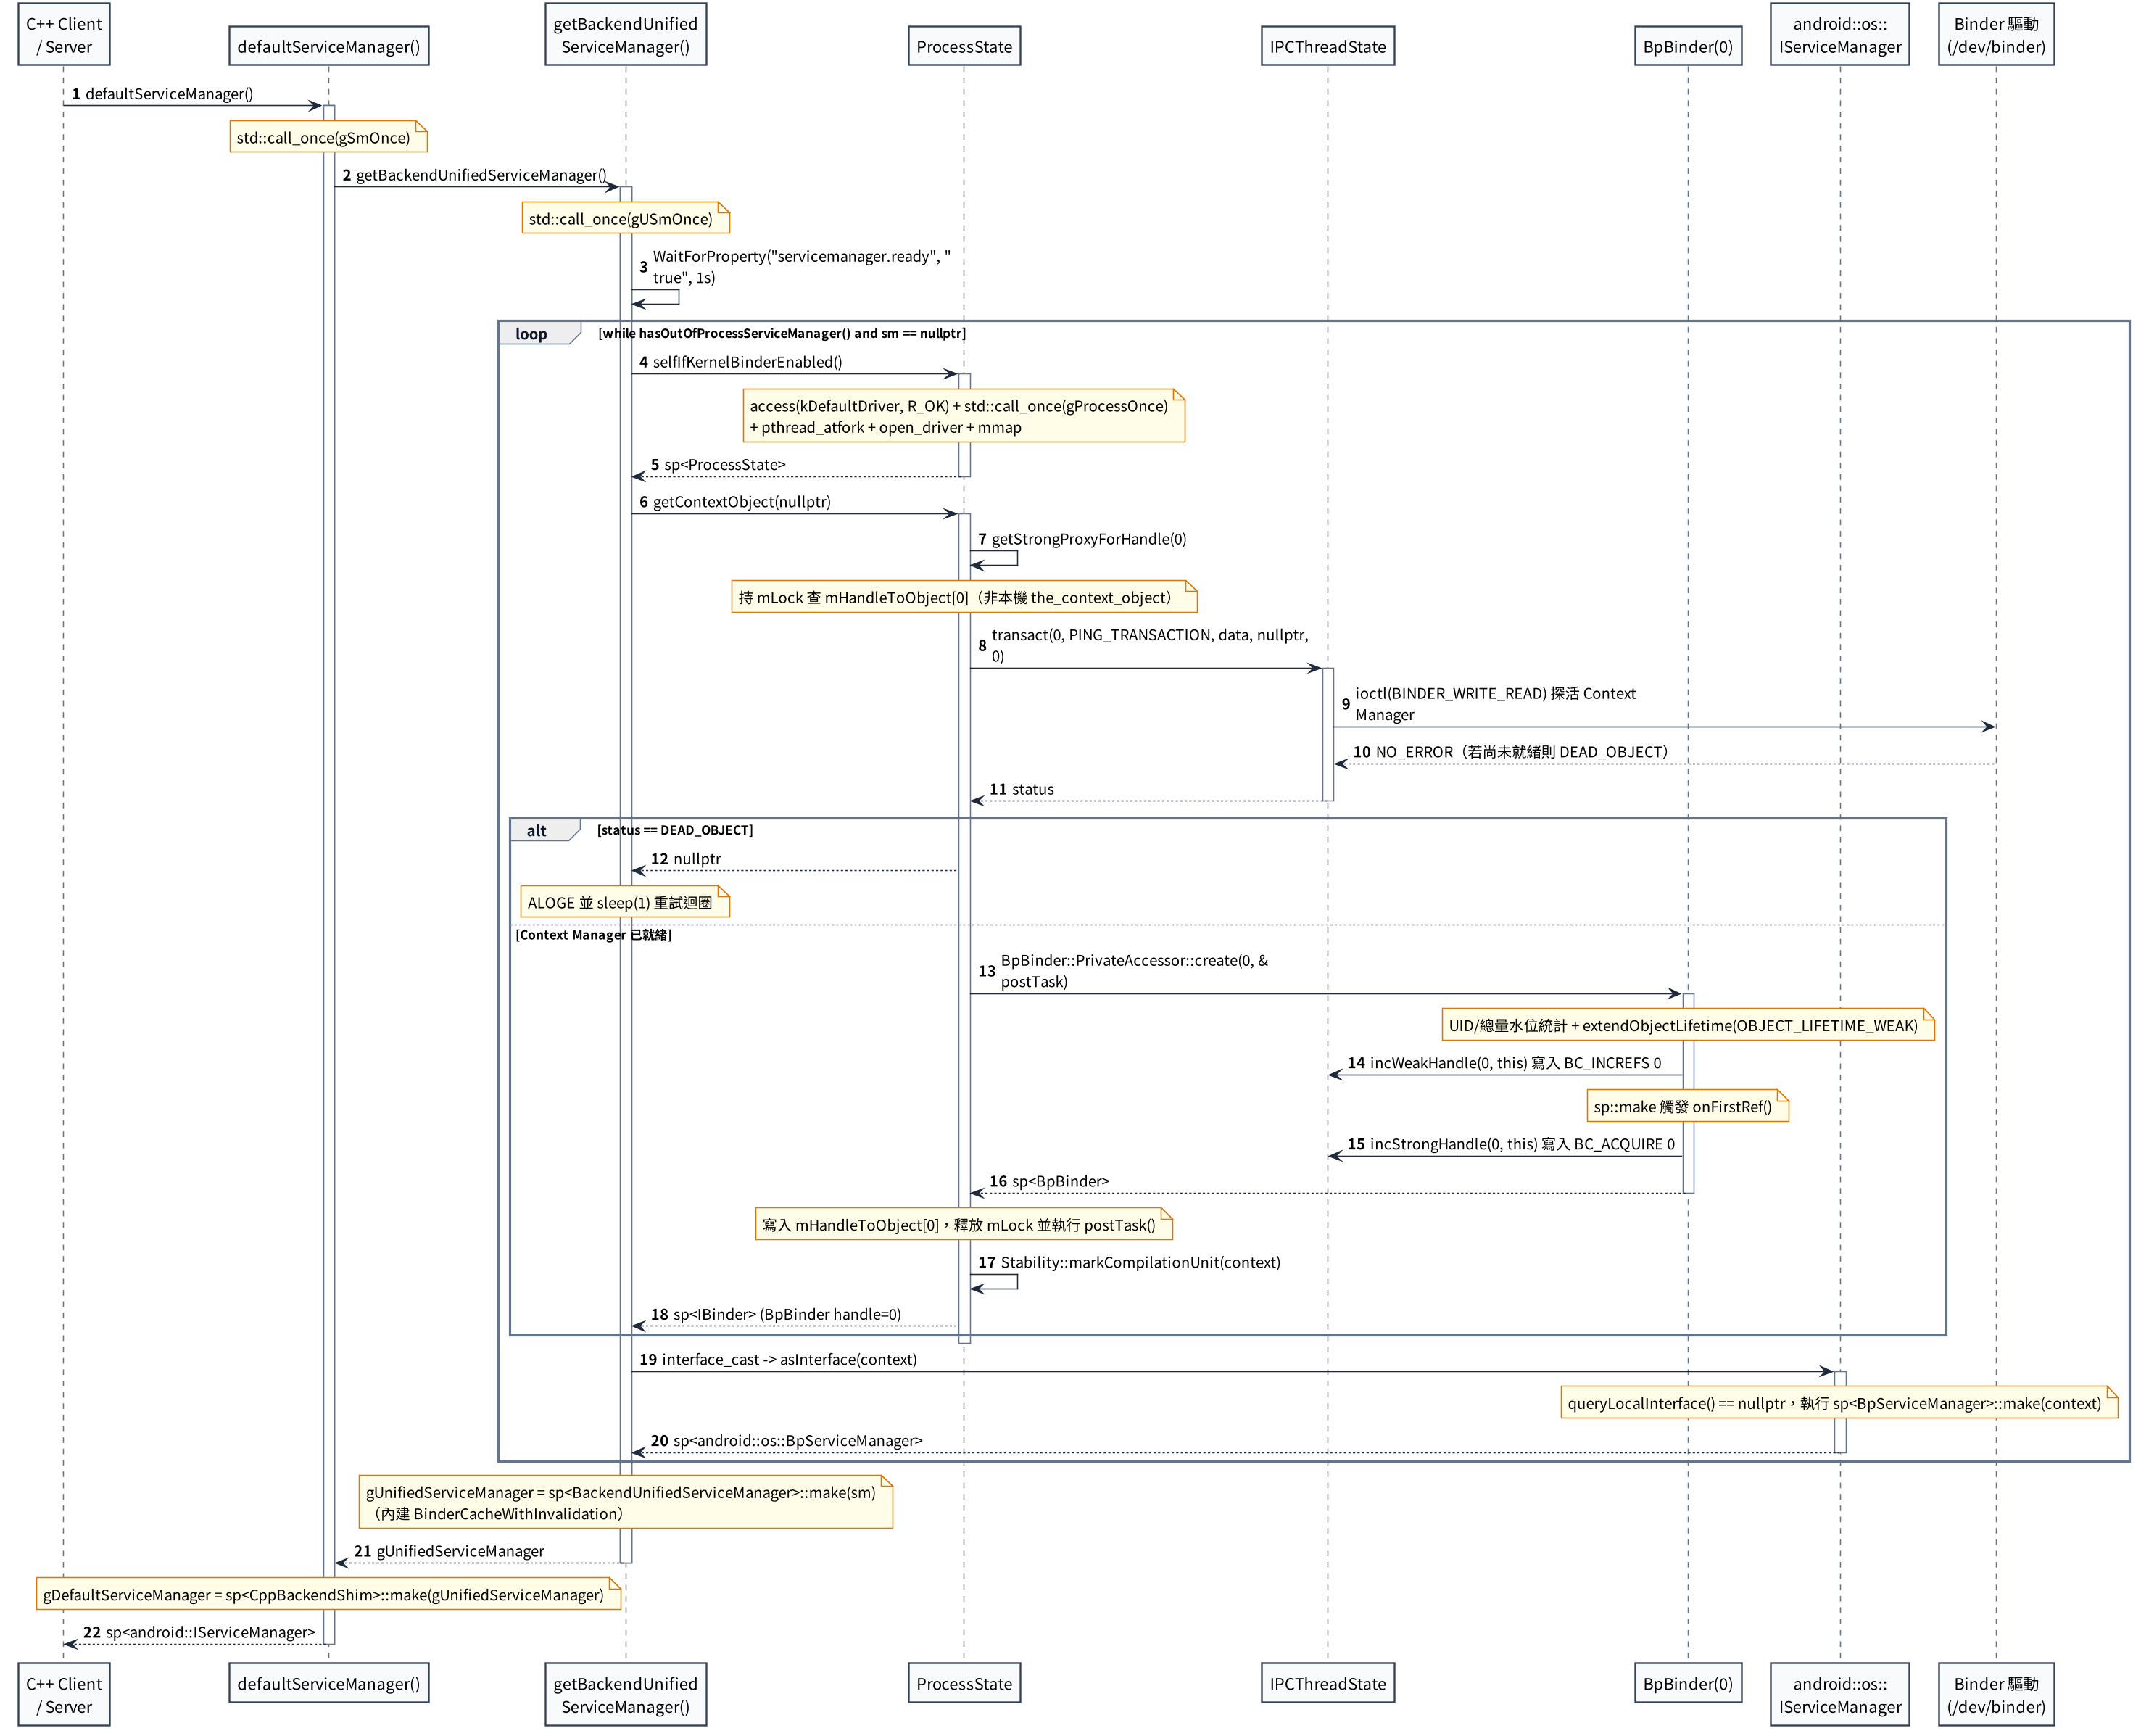 C++ Client
/ Server
defaultServiceManager()
getBackendUnified
ServiceManager()
ProcessState
IPCThreadState
BpBinder(0)
android::os::
IServiceManager
Binder 驅動
(/dev/binder)
1 defaultServiceManager()
std::call_once(gSmOnce)
2 getBackendUnifiedServiceManager()
std::call_once(gUSmOnce)
3 WaitForProperty("servicemanager.ready", "
true", 1s)
loop [while hasOutOfProcessServiceManager() and sm == nullptr]
4 selfIfKernelBinderEnabled()
access(kDefaultDriver, R_OK) + std::call_once(gProcessOnce)
+ pthread_atfork + open_driver + mmap
5 sp<ProcessState>
6 getContextObject(nullptr)
7 getStrongProxyForHandle(0)
持 mLock 查 mHandleToObject[0]（非本機 the_context_object）
8 transact(0, PING_TRANSACTION, data, nullptr,
0)
9 ioctl(BINDER_WRITE_READ) 探活 Context
Manager
10 NO_ERROR（若尚未就緒則 DEAD_OBJECT）
11 status
alt [status == DEAD_OBJECT]
12 nullptr
ALOGE 並 sleep(1) 重試迴圈
[Context Manager 已就緒]
13 BpBinder::PrivateAccessor::create(0, &
postTask)
UID/總量水位統計 + extendObjectLifetime(OBJECT_LIFETIME_WEAK)
14 incWeakHandle(0, this) 寫入 BC_INCREFS 0
sp::make 觸發 onFirstRef()
15 incStrongHandle(0, this) 寫入 BC_ACQUIRE 0
16 sp<BpBinder>
寫入 mHandleToObject[0]，釋放 mLock 並執行 postTask()
17 Stability::markCompilationUnit(context)
18 sp<IBinder> (BpBinder handle=0)
19 interface_cast -> asInterface(context)
queryLocalInterface() == nullptr，執行 sp<BpServiceManager>::make(context)
20 sp<android::os::BpServiceManager>
gUnifiedServiceManager = sp<BackendUnifiedServiceManager>::make(sm)
（內建 BinderCacheWithInvalidation）
21 gUnifiedServiceManager
gDefaultServiceManager = sp<CppBackendShim>::make(gUnifiedServiceManager)
22 sp<android::IServiceManager>
C++ Client
/ Server
defaultServiceManager()
getBackendUnified
ServiceManager()
ProcessState
IPCThreadState
BpBinder(0)
android::os::
IServiceManager
Binder 驅動
(/dev/binder)